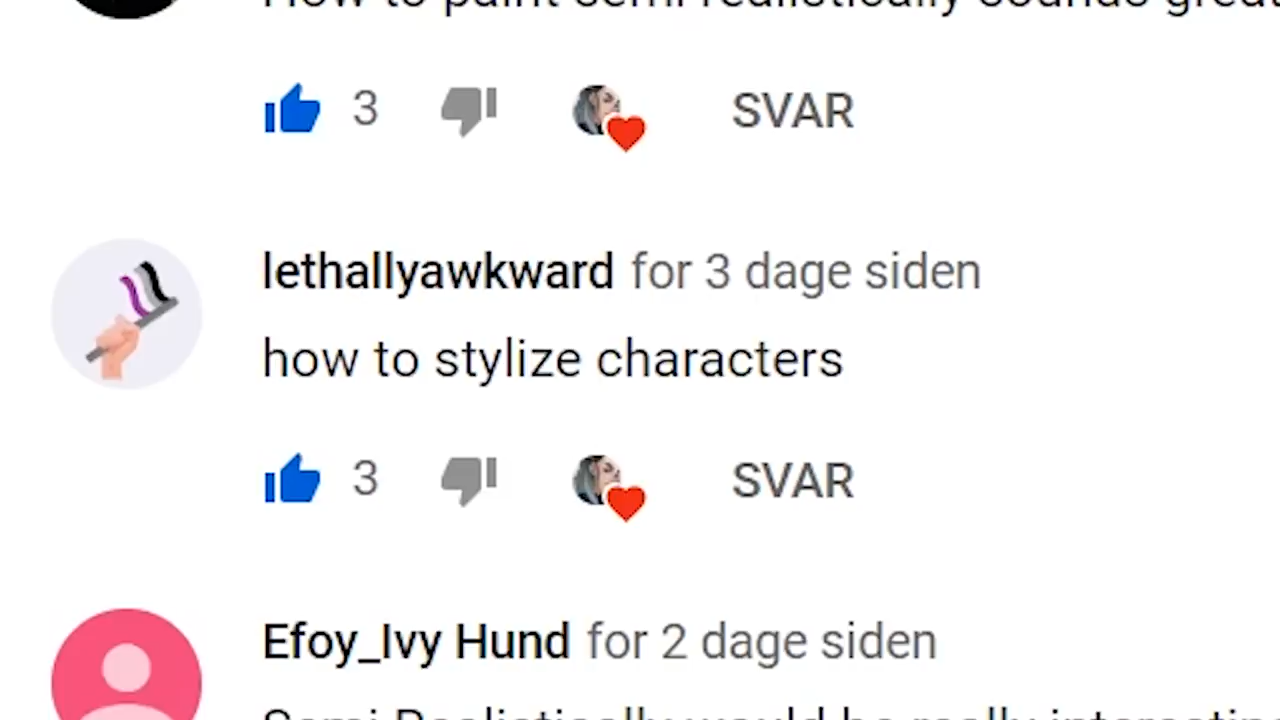 How to paint semi realistically sounds great
3 SVAR
lethallyawkward for 3 dage siden
how to stylize characters
3 SVAR
Efoy_Ivy Hund for 2 dage siden
Semi Realistically would be really